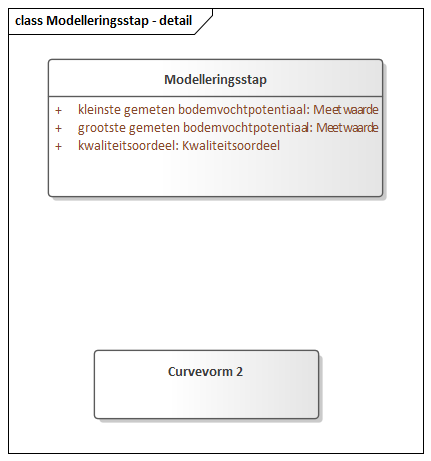 class Modelleringsstap - detail
Modelleringsstap
+ kleinste gemeten bodemvochtpotentiaal: Meetwaarde
+ grootste gemeten bodemvochtpotentiaal: Meetwaarde
+ kwaliteitsoordeel: Kwaliteitsoordeel
Curvevorm 2